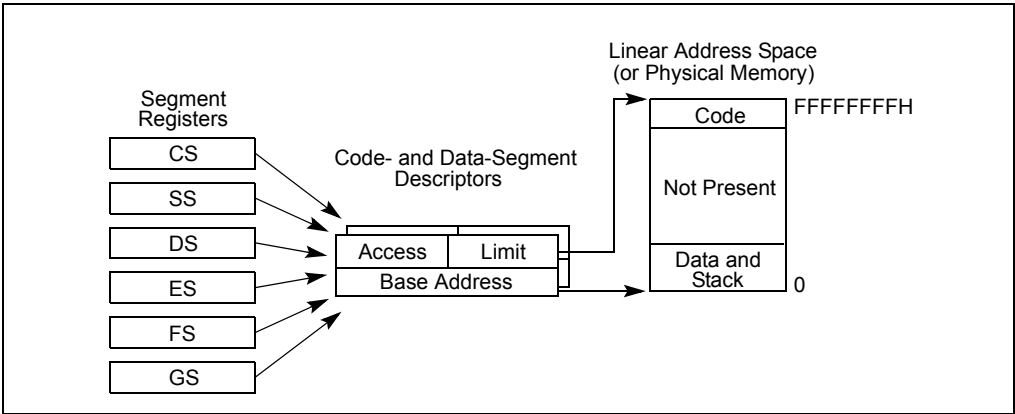 Linear Address Space
(or Physical Memory)
Segment
Registers
CS
SS
DS
ES
FS
GS
Code- and Data-Segment
Descriptors
Access
Limit
Base Address
Code
FFFFFFFFH
Not Present
Data and
Stack
0